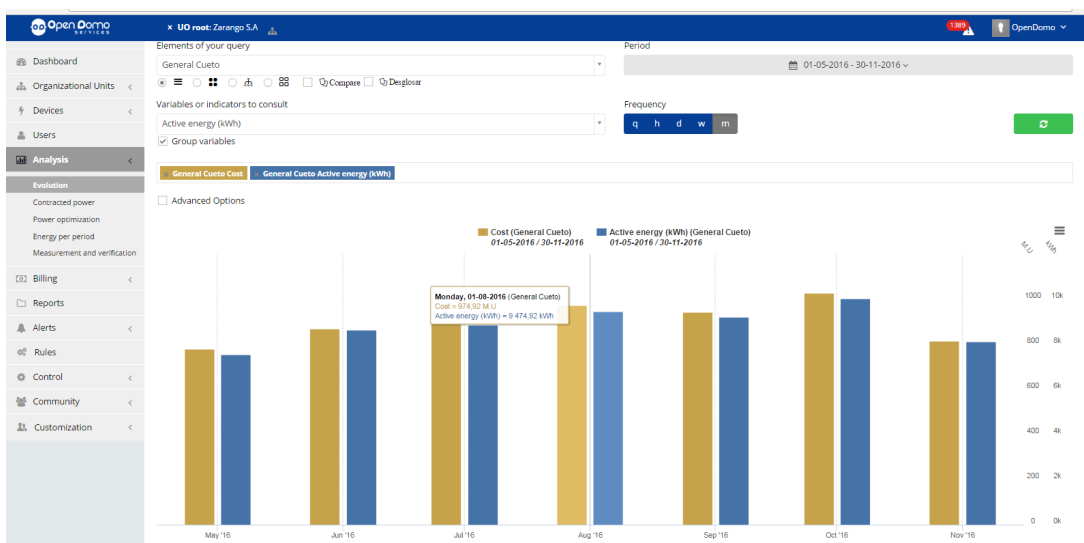 Open Domo
SERVICES
× UO root: Zarango S.A
1389
OpenDomo
Dashboard
Organizational Units
Devices
Users
Analysis
Evolution
Contracted power
Power optimization
Energy per period
Measurement and verification
Billing
Reports
Alerts
Rules
Control
Community
Customization
Elements of your query
General Cueto
Compare
Desglosar
Period
01-05-2016 - 30-11-2016
Variables or indicators to consult
Active energy (kWh)
Group variables
Frequency
q h d w m
× General Cueto Cost × General Cueto Active energy (kWh)
Advanced Options
Cost (General Cueto)
01-05-2016 / 30-11-2016
Active energy (kWh) (General Cueto)
01-05-2016 / 30-11-2016
M.U kWh
Monday, 01-08-2016 (General Cueto)
Cost = 974,92 M.U
Active energy (kWh) = 9 474,92 kWh
1000 10k
800 8k
600 6k
400 4k
200 2k
0 0k
May '16 Jun '16 Jul '16 Aug '16 Sep '16 Oct '16 Nov '16